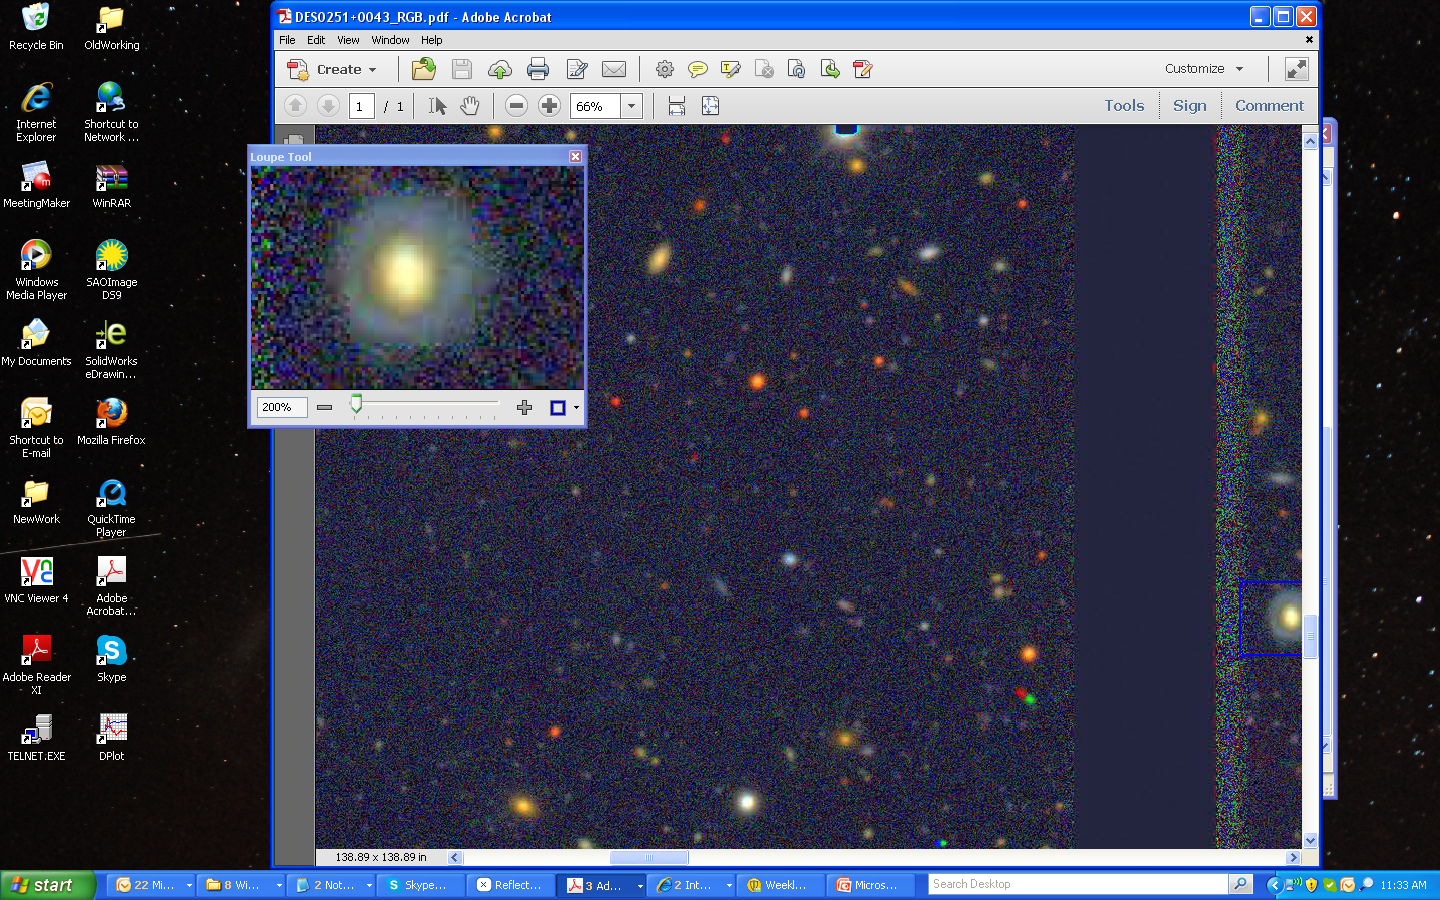 DES0251+0043_RGB.pdf - Adobe Acrobat
File Edit View Window Help
Create
Customize
1 / 1
66%
Tools Sign Comment
Loupe Tool
200%
138.89 x 138.89 in
Recycle Bin
OldWorking
Internet Explorer
Shortcut to Network ...
MeetingMaker
WinRAR
Windows Media Player
SAOImage DS9
My Documents
SolidWorks eDrawin...
Shortcut to E-mail
Mozilla Firefox
NewWork
QuickTime Player
VNC Viewer 4
Adobe Acrobat...
Adobe Reader XI
Skype
TELNET.EXE
DPlot
start
22 Mi...
8 Wi...
2 Not...
Skype...
Reflect...
3 Ad...
2 Int...
Weekl...
Micros...
Search Desktop
11:33 AM